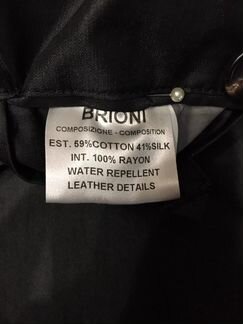 BRIONI
COMPOSIZIONE - COMPOSITION
EST. 59%COTTON 41%SILK
INT. 100% RAYON
WATER REPELLENT
LEATHER DETAILS